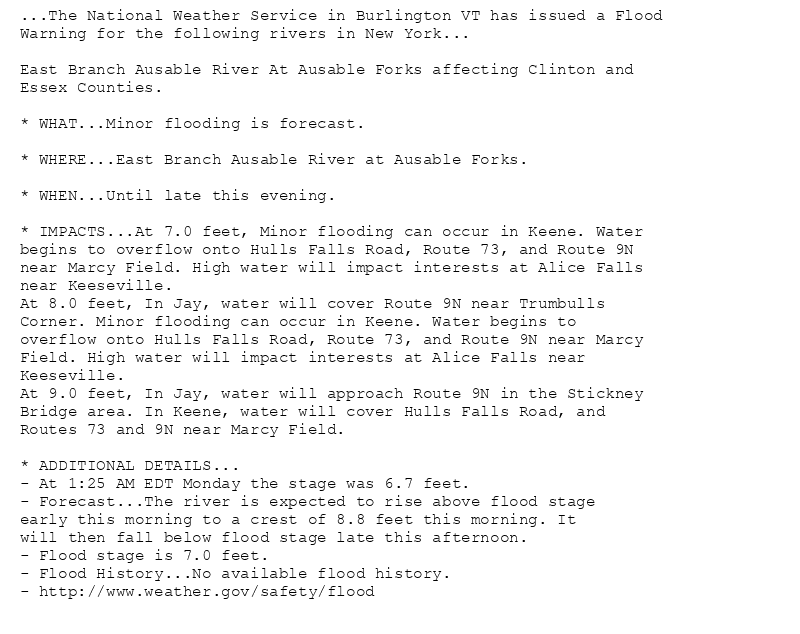 ...The National Weather Service in Burlington VT has issued a Flood
Warning for the following rivers in New York...
East Branch Ausable River At Ausable Forks affecting Clinton and
Essex Counties.
* WHAT...Minor flooding is forecast.
* WHERE...East Branch Ausable River at Ausable Forks.
* WHEN...Until late this evening.
* IMPACTS...At 7.0 feet, Minor flooding can occur in Keene. Water
begins to overflow onto Hulls Falls Road, Route 73, and Route 9N
near Marcy Field. High water will impact interests at Alice Falls
near Keeseville.
At 8.0 feet, In Jay, water will cover Route 9N near Trumbulls
Corner. Minor flooding can occur in Keene. Water begins to
overflow onto Hulls Falls Road, Route 73, and Route 9N near Marcy
Field. High water will impact interests at Alice Falls near
Keeseville.
At 9.0 feet, In Jay, water will approach Route 9N in the Stickney
Bridge area. In Keene, water will cover Hulls Falls Road, and
Routes 73 and 9N near Marcy Field.
* ADDITIONAL DETAILS...
- At 1:25 AM EDT Monday the stage was 6.7 feet.
- Forecast...The river is expected to rise above flood stage
early this morning to a crest of 8.8 feet this morning. It
will then fall below flood stage late this afternoon.
- Flood stage is 7.0 feet.
- Flood History...No available flood history.
- http://www.weather.gov/safety/flood